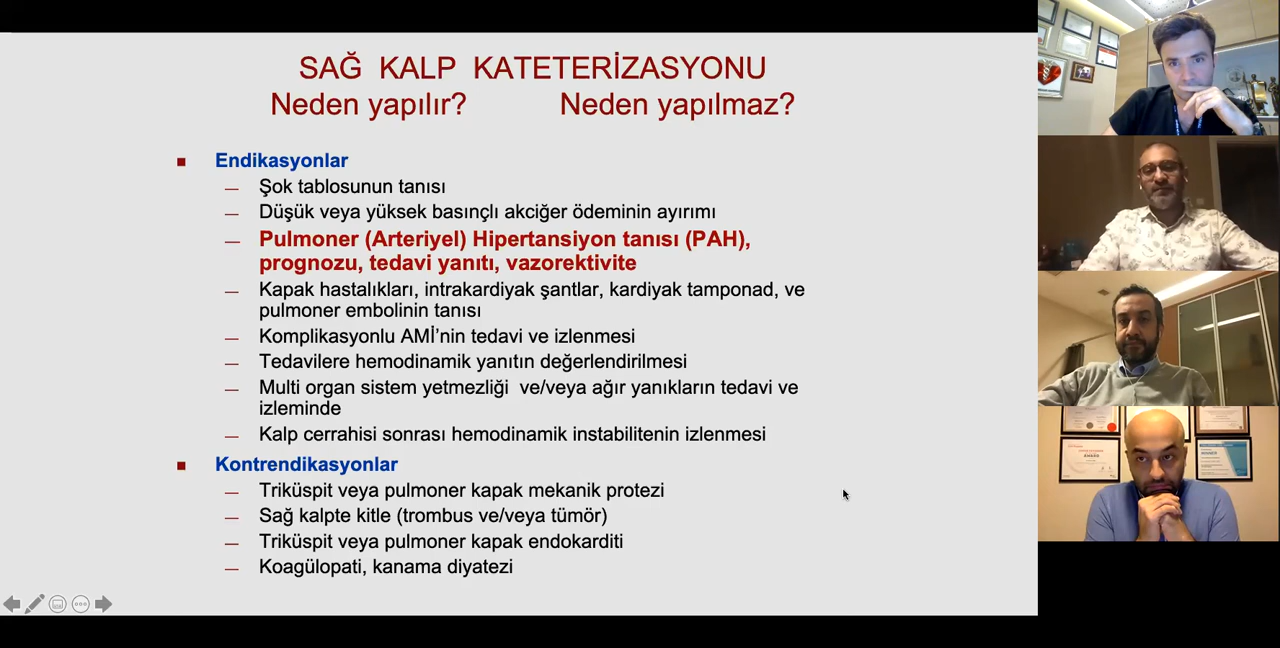 SAĞ KALP KATETERİZASYONU
Neden yapılır? Neden yapılmaz?
Endikasyonlar
Şok tablosunun tanısı
Düşük veya yüksek basınçlı akciğer ödeminin ayırımı
Pulmoner (Arteriyel) Hipertansiyon tanısı (PAH),
prognozu, tedavi yanıtı, vazorektivite
Kapak hastalıkları, intrakardiyak şantlar, kardiyak tamponad, ve
pulmoner embolinin tanısı
Komplikasyonlu AMİ’nin tedavi ve izlenmesi
Tedavilere hemodinamik yanıtın değerlendirilmesi
Multi organ sistem yetmezliği ve/veya ağır yanıkların tedavi ve
izleminde
Kalp cerrahisi sonrası hemodinamik instabilitenin izlenmesi
Kontrendikasyonlar
Triküspit veya pulmoner kapak mekanik protezi
Sağ kalpte kitle (trombus ve/veya tümör)
Triküspit veya pulmoner kapak endokarditi
Koagülopati, kanama diyatezi